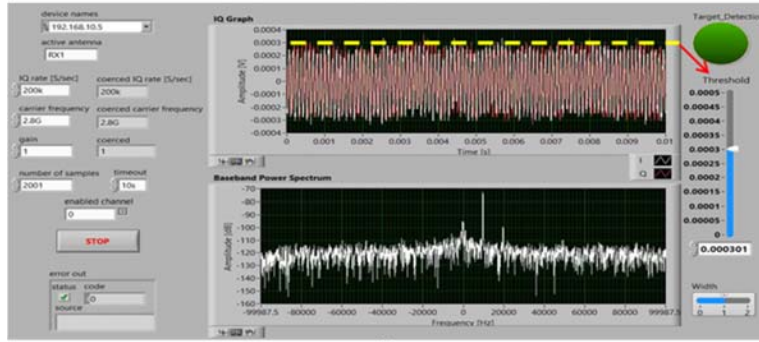 device names
192.168.10.5
active antenna
RX1
IQ rate [S/sec]
coerced IQ rate [S/sec]
200k
200k
carrier frequency
coerced carrier frequency
2.8G
2.8G
gain
coerced
1
1
number of samples
timeout
2001
10s
enabled channel
0
STOP
error out
status
code
0
source
IQ Graph
Amplitude [V]
0.0004
0.0003
0.0002
0.0001
0
-0.0001
-0.0002
-0.0003
-0.0004
0 0.001 0.002 0.003 0.004 0.005 0.006 0.007 0.008 0.009 0.01
Time [s]
I
Q
Baseband Power Spectrum
Amplitude [dB]
-70
-80
-90
-100
-110
-120
-130
-140
-150
-160
-99987.5 -80000 -60000 -40000 -20000 0 20000 40000 60000 80000 99987.5
Frequency [Hz]
Target_Detection
Threshold
0.0005
0.00045
0.0004
0.00035
0.0003
0.00025
0.0002
0.00015
0.0001
0.00005
0
0.000301
Width
0 1 2